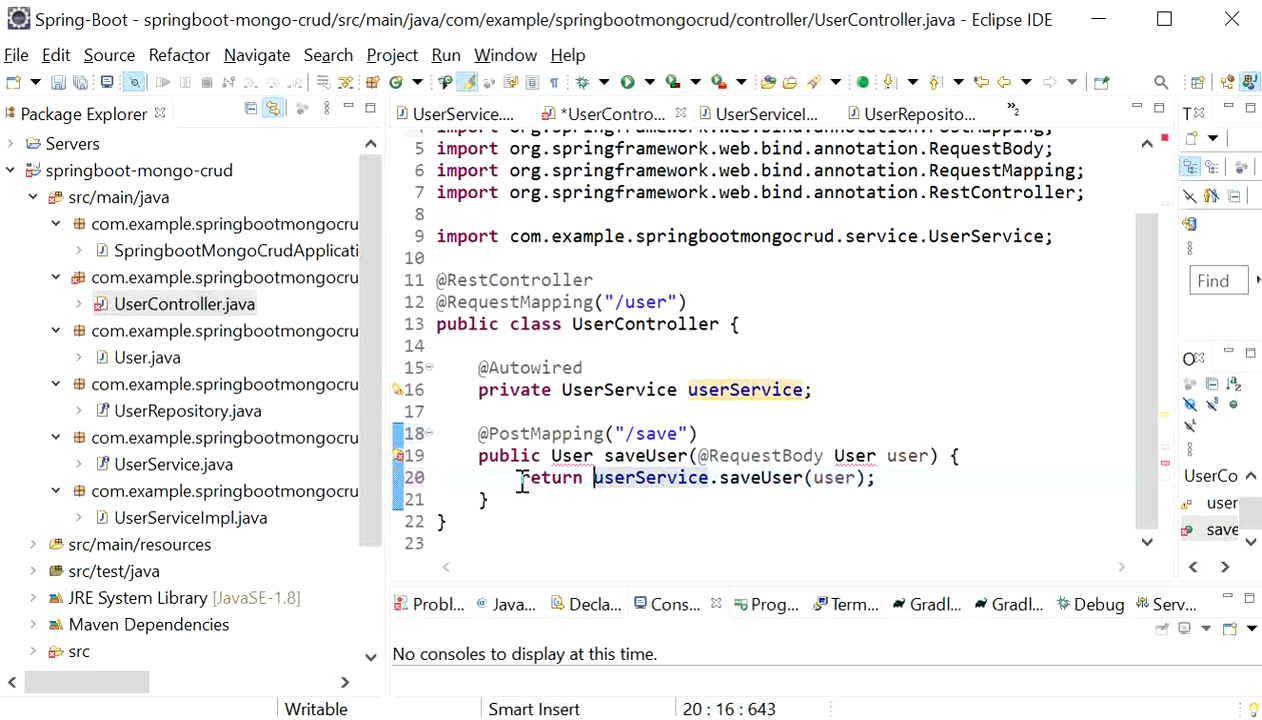 Spring-Boot - springboot-mongo-crud/src/main/java/com/example/springbootmongocrud/controller/UserController.java - Eclipse IDE
File Edit Source Refactor Navigate Search Project Run Window Help
Package Explorer
Servers
springboot-mongo-crud
src/main/java
com.example.springbootmongocru
SpringbootMongoCrudApplicati
com.example.springbootmongocru
UserController.java
com.example.springbootmongocru
User.java
com.example.springbootmongocru
UserRepository.java
com.example.springbootmongocru
UserService.java
UserServiceImpl.java
src/main/resources
src/test/java
JRE System Library [JavaSE-1.8]
Maven Dependencies
src
UserService.... *UserContro... UserServiceI... UserReposito... »2
4 import org.springframework.web.bind.annotation.PostMapping;
5 import org.springframework.web.bind.annotation.RequestBody;
6 import org.springframework.web.bind.annotation.RequestMapping;
7 import org.springframework.web.bind.annotation.RestController;
8
9 import com.example.springbootmongocrud.service.UserService;
10
11 @RestController
12 @RequestMapping("/user")
13 public class UserController {
14
15 @Autowired
16 private UserService userService;
17
18 @PostMapping("/save")
19 public User saveUser(@RequestBody User user) {
20 return userService.saveUser(user);
21 }
22 }
23
T
Find
O
UserCo
user
save
Probl... Java... Decla... Cons... Prog... Term... Gradl... Gradl... Debug Serv...
No consoles to display at this time.
Writable Smart Insert 20 : 16 : 643